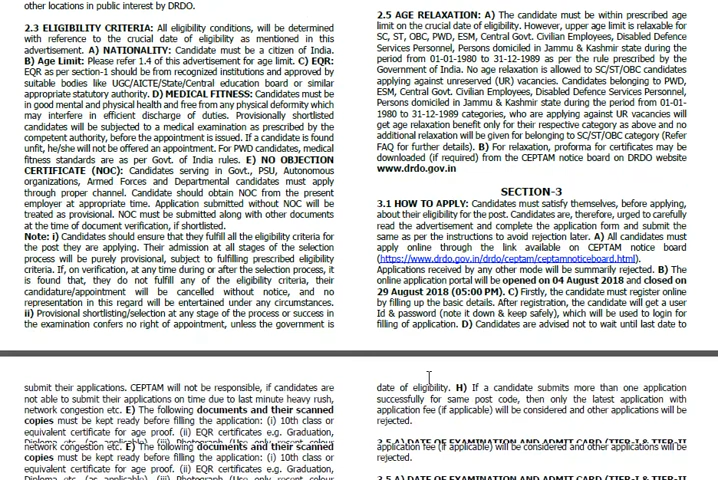 other locations in public interest by DRDO.
2.3 ELIGIBILITY CRITERIA: All eligibility conditions, will be determined
with reference to the crucial date of eligibility as mentioned in this
advertisement. A) NATIONALITY: Candidate must be a citizen of India.
B) Age Limit: Please refer 1.4 of this advertisement for age limit. C) EQR:
EQR as per section-1 should be from recognized institutions and approved by
suitable bodies like UGC/AICTE/State/Central education board or similar
appropriate statutory authority. D) MEDICAL FITNESS: Candidates must be
in good mental and physical health and free from any physical deformity which
may interfere in efficient discharge of duties. Provisionally shortlisted
candidates will be subjected to a medical examination as prescribed by the
competent authority, before the appointment is issued. If a candidate is found
unfit, he/she will not be offered an appointment. For PWD candidates, medical
fitness standards are as per Govt. of India rules. E) NO OBJECTION
CERTIFICATE (NOC): Candidates serving in Govt., PSU, Autonomous
organizations, Armed Forces and Departmental candidates must apply
through proper channel. Candidate should obtain NOC from the present
employer at appropriate time. Application submitted without NOC will be
treated as provisional. NOC must be submitted along with other documents
at the time of document verification, if shortlisted.
Note: i) Candidates should ensure that they fulfill all the eligibility criteria for
the post they are applying. Their admission at all stages of the selection
process will be purely provisional, subject to fulfilling prescribed eligibility
criteria. If, on verification, at any time during or after the selection process, it
is found that, they do not fulfill any of the eligibility criteria, their
candidature/appointment will be cancelled without notice, and no
representation in this regard will be entertained under any circumstances.
ii) Provisional shortlisting/selection at any stage of the process or success in
the examination confers no right of appointment, unless the government is
2.5 AGE RELAXATION: A) The candidate must be within prescribed age
limit on the crucial date of eligibility. However, upper age limit is relaxable for
SC, ST, OBC, PWD, ESM, Central Govt. Civilian Employees, Disabled Defence
Services Personnel, Persons domiciled in Jammu & Kashmir state during the
period from 01-01-1980 to 31-12-1989 as per the rule prescribed by the
Government of India. No age relaxation is allowed to SC/ST/OBC candidates
applying against unreserved (UR) vacancies. Candidates belonging to PWD,
ESM, Central Govt. Civilian Employees, Disabled Defence Services Personnel,
Persons domiciled in Jammu & Kashmir state during the period from 01-01-
1980 to 31-12-1989 categories, who are applying against UR vacancies will
get age relaxation benefit only for their respective category as above and no
additional relaxation will be given for belonging to SC/ST/OBC category (Refer
FAQ for further details). B) For relaxation, proforma for certificates may be
downloaded (if required) from the CEPTAM notice board on DRDO website
www.drdo.gov.in
SECTION-3
3.1 HOW TO APPLY: Candidates must satisfy themselves, before applying,
about their eligibility for the post. Candidates are, therefore, urged to carefully
read the advertisement and complete the application form and submit the
same as per the instructions to avoid rejections later. A) All candidates must
apply online through the link available on CEPTAM notice board
(https://www.drdo.gov.in/drdo/ceptam/ceptamnoticeboard.html).
Applications received by any other mode will be summarily rejected. B) The
online application portal will be opened on 04 August 2018 and closed on
29 August 2018 (05:00 PM). C) Firstly, the candidate must register online
by filling up the basic details. After registration, the candidate will get a user
Id & password (note it down & keep safely), which will be used to login for
filling of application. D) Candidates are advised not to wait until last date to
submit their applications. CEPTAM will not be responsible, if candidates are
not able to submit their applications on time due to last minute heavy rush,
network congestion etc. E) The following documents and their scanned
copies must be kept ready before filling the application: (i) 10th class or
equivalent certificate for age proof. (ii) EQR certificates e.g. Graduation,
network congestion etc. E) The following documents and their scanned
copies must be kept ready before filling the application: (i) 10th class or
equivalent certificate for age proof. (ii) EQR certificates e.g. Graduation,
date of eligibility. H) If a candidate submits more than one application
successfully for same post code, then only the latest application with
application fee (if applicable) will be considered and other applications will be
rejected.
application fee (if applicable) will be considered and other applications will be
rejected.
3.5 A) DATE OF EXAMINATION AND ADMIT CARD (TIER-I & TIER-II